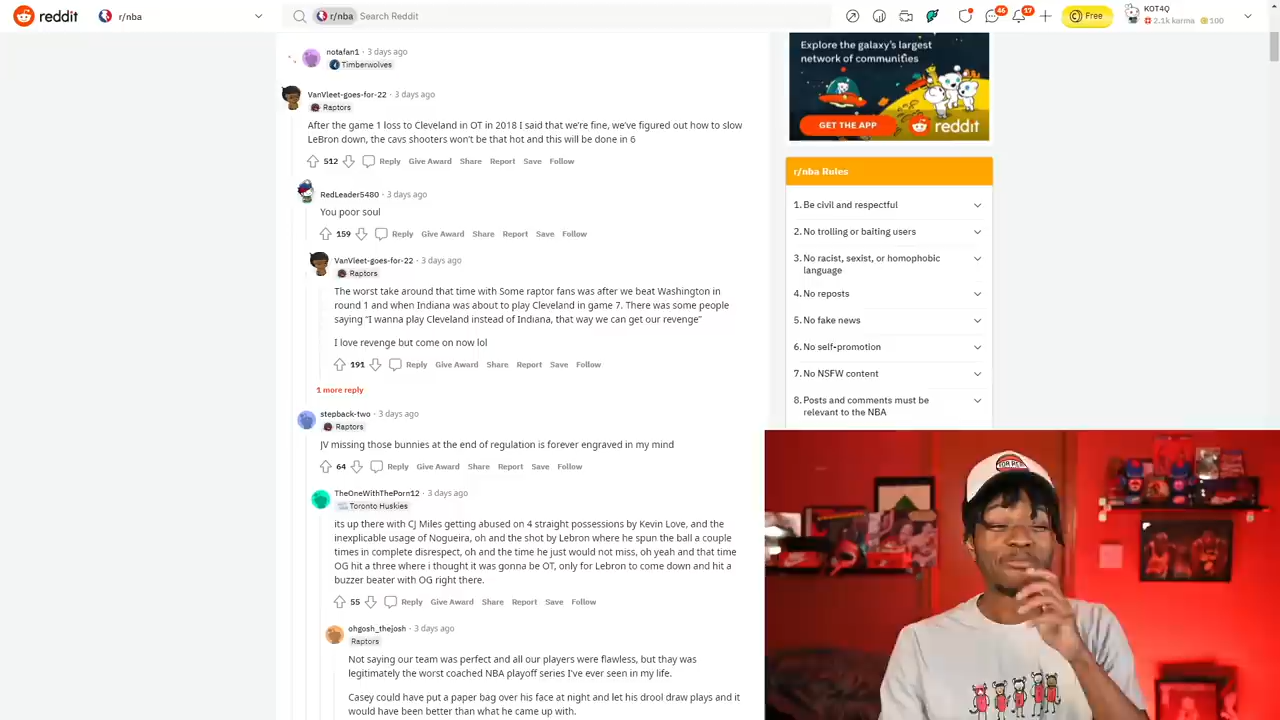 reddit
r/nba
r/nba Search Reddit
46
17
Free
KOT4Q
2.1k karma 100
notafan1 · 3 days ago
Timberwolves
VanVleet-goes-for-22 · 3 days ago
Raptors
After the game 1 loss to Cleveland in OT in 2018 I said that we're fine, we've figured out how to slow
LeBron down, the cavs shooters won't be that hot and this will be done in 6
512 Reply Give Award Share Report Save Follow
RedLeader5480 · 3 days ago
You poor soul
159 Reply Give Award Share Report Save Follow
VanVleet-goes-for-22 · 3 days ago
Raptors
The worst take around that time with Some raptor fans was after we beat Washington in
round 1 and when Indiana was about to play Cleveland in game 7. There was some people
saying "I wanna play Cleveland instead of Indiana, that way we can get our revenge"
I love revenge but come on now lol
191 Reply Give Award Share Report Save Follow
1 more reply
stepback-two · 3 days ago
Raptors
JV missing those bunnies at the end of regulation is forever engraved in my mind
64 Reply Give Award Share Report Save Follow
TheOneWithThePorn12 · 3 days ago
Toronto Huskies
its up there with CJ Miles getting abused on 4 straight possessions by Kevin Love, and the
inexplicable usage of Nogueira, oh and the shot by Lebron where he spun the ball a couple
times in complete disrespect, oh and the time he just would not miss, oh yeah and that time
OG hit a three where i thought it was gonna be OT, only for Lebron to come down and hit a
buzzer beater with OG right there.
55 Reply Give Award Share Report Save Follow
ohgosh_thejosh · 3 days ago
Raptors
Not saying our team was perfect and all our players were flawless, but thay was
legitimately the worst coached NBA playoff series I've ever seen in my life.
Casey could have put a paper bag over his face at night and let his drool draw plays and it
would have been better than what he came up with.
Explore the galaxy's largest
network of communities
GET THE APP
reddit
r/nba Rules
1. Be civil and respectful
2. No trolling or baiting users
3. No racist, sexist, or homophobic
language
4. No reposts
5. No fake news
6. No self-promotion
7. No NSFW content
8. Posts and comments must be
relevant to the NBA